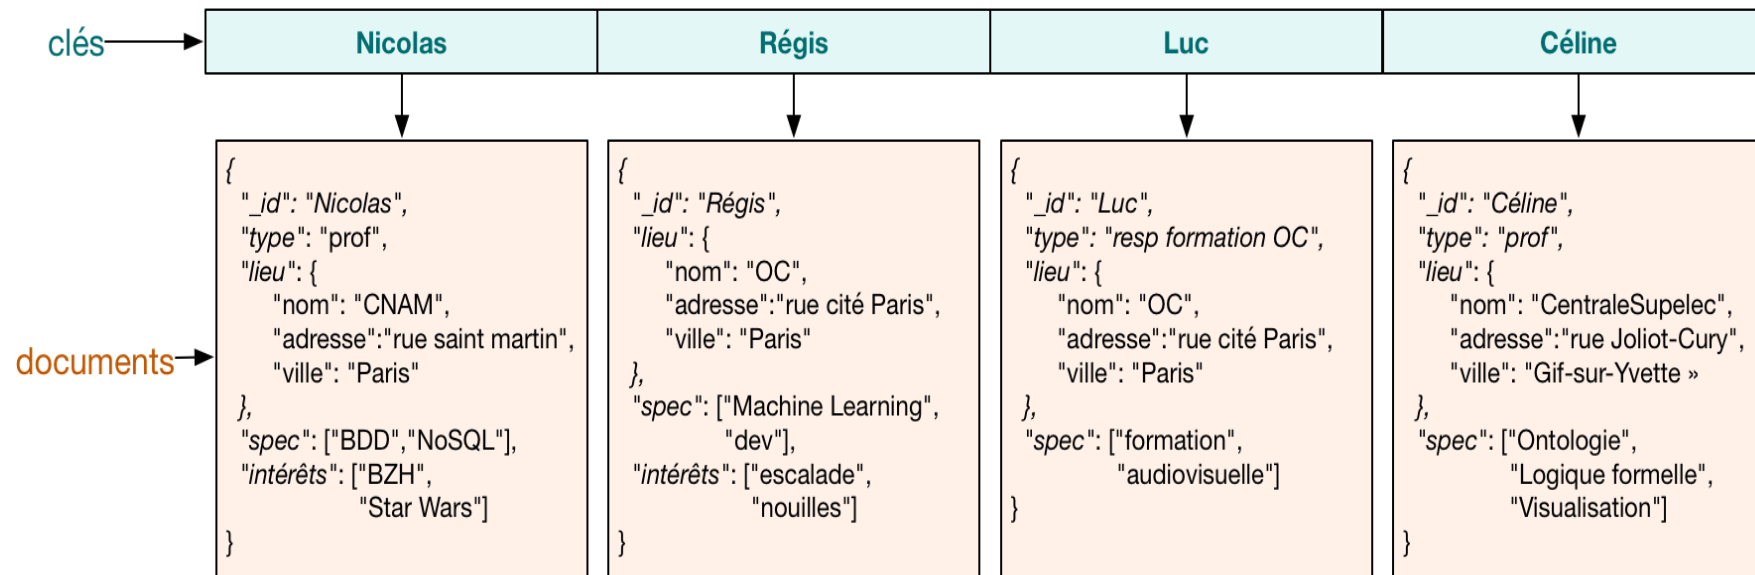 clés
Nicolas
Régis
Luc
Céline
documents
{
"_id": "Nicolas",
"type": "prof",
"lieu": {
"nom": "CNAM",
"adresse":"rue saint martin",
"ville": "Paris"
},
"spec": ["BDD","NoSQL"],
"intérêts": ["BZH",
"Star Wars"]
}
{
"_id": "Régis",
"lieu": {
"nom": "OC",
"adresse":"rue cité Paris",
"ville": "Paris"
},
"spec": ["Machine Learning",
"dev"],
"intérêts": ["escalade",
"nouilles"]
}
{
"_id": "Luc",
"type": "resp formation OC",
"lieu": {
"nom": "OC",
"adresse":"rue cité Paris",
"ville": "Paris"
},
"spec": ["formation",
"audiovisuelle"]
}
{
"_id": "Céline",
"type": "prof",
"lieu": {
"nom": "CentraleSupelec",
"adresse":"rue Joliot-Cury",
"ville": "Gif-sur-Yvette »
},
"spec": ["Ontologie",
"Logique formelle",
"Visualisation"]
}